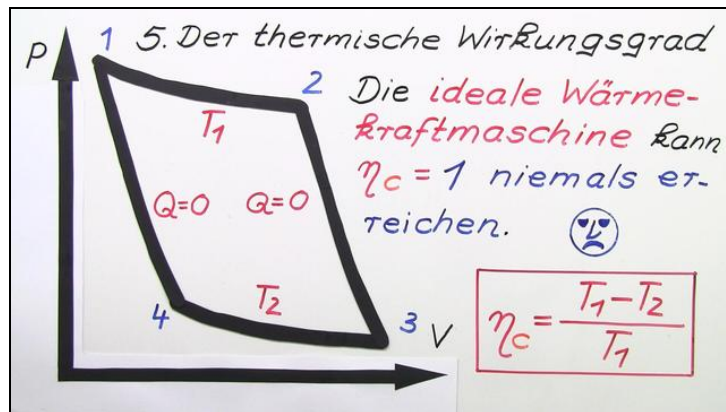 5. Der thermische Wirkungsgrad
P
1
2
T₁
Q=0 Q=0
T₂
4
3
V
Die ideale Wärme-
kraftmaschine kann
ηc = 1 niemals er-
reichen.
ηc = T₁-T₂
T₁